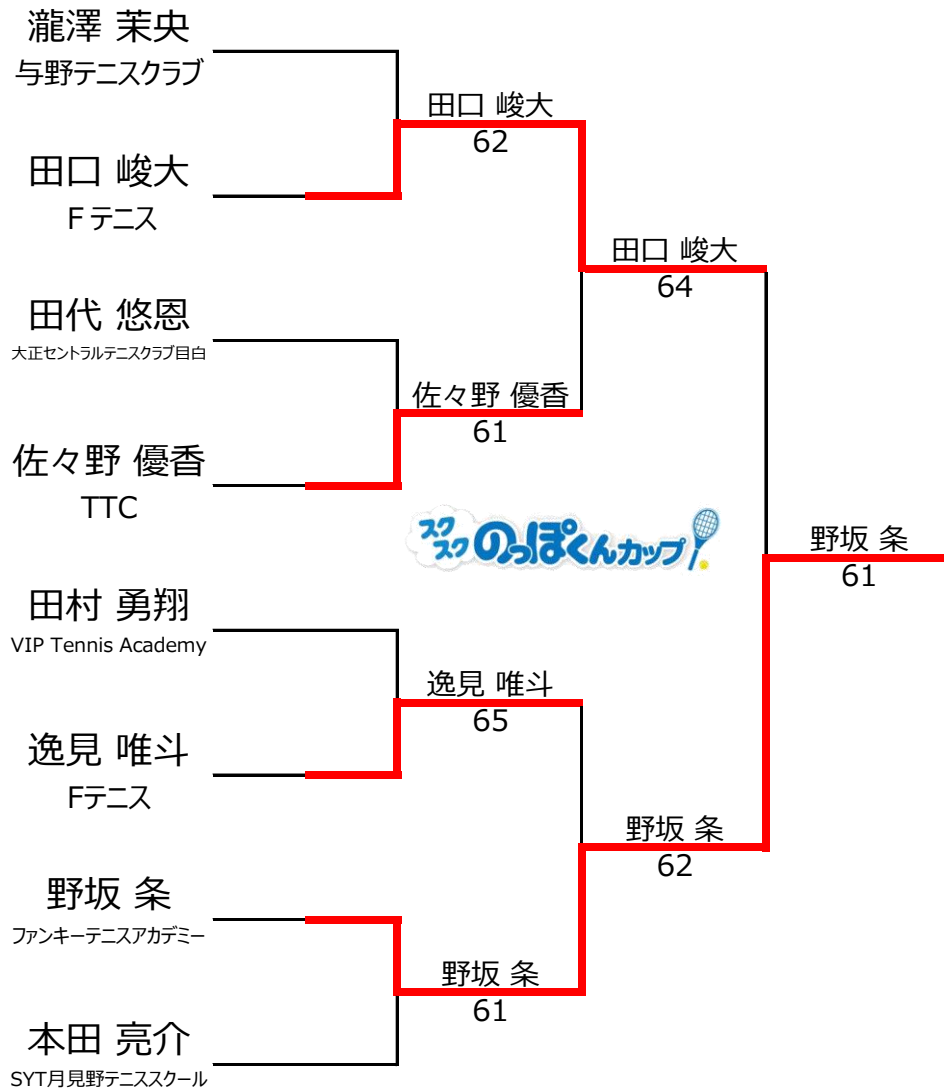 瀧澤 茉央
与野テニスクラブ
田口 峻大
62
田口 峻大
F テニス
田口 峻大
64
田代 悠恩
大正セントラルテニスクラブ目白
佐々野 優香
61
佐々野 優香
TTC
スクスク のっぽくんカップ!
野坂 条
61
田村 勇翔
VIP Tennis Academy
逸見 唯斗
65
逸見 唯斗
Fテニス
野坂 条
62
野坂 条
ファンキーテニスアカデミー
野坂 条
61
本田 亮介
SYT月見野テニススクール